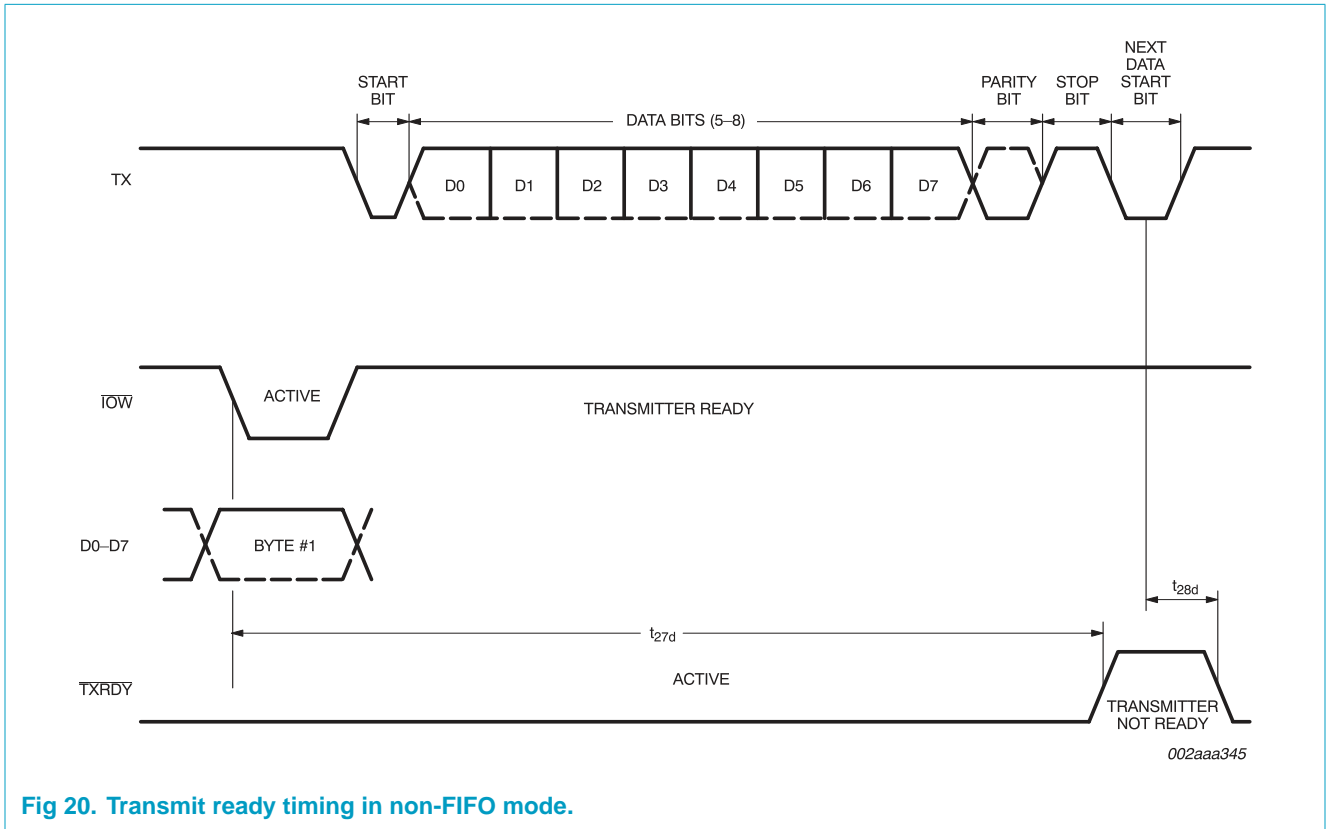 START
BIT
DATA BITS (5–8)
PARITY
BIT
STOP
BIT
NEXT
DATA
START
BIT
TX
D0
D1
D2
D3
D4
D5
D6
D7
IOW
ACTIVE
TRANSMITTER READY
D0–D7
BYTE #1
t28d
t27d
TXRDY
ACTIVE
TRANSMITTER
NOT READY
002aaa345
Fig 20. Transmit ready timing in non-FIFO mode.